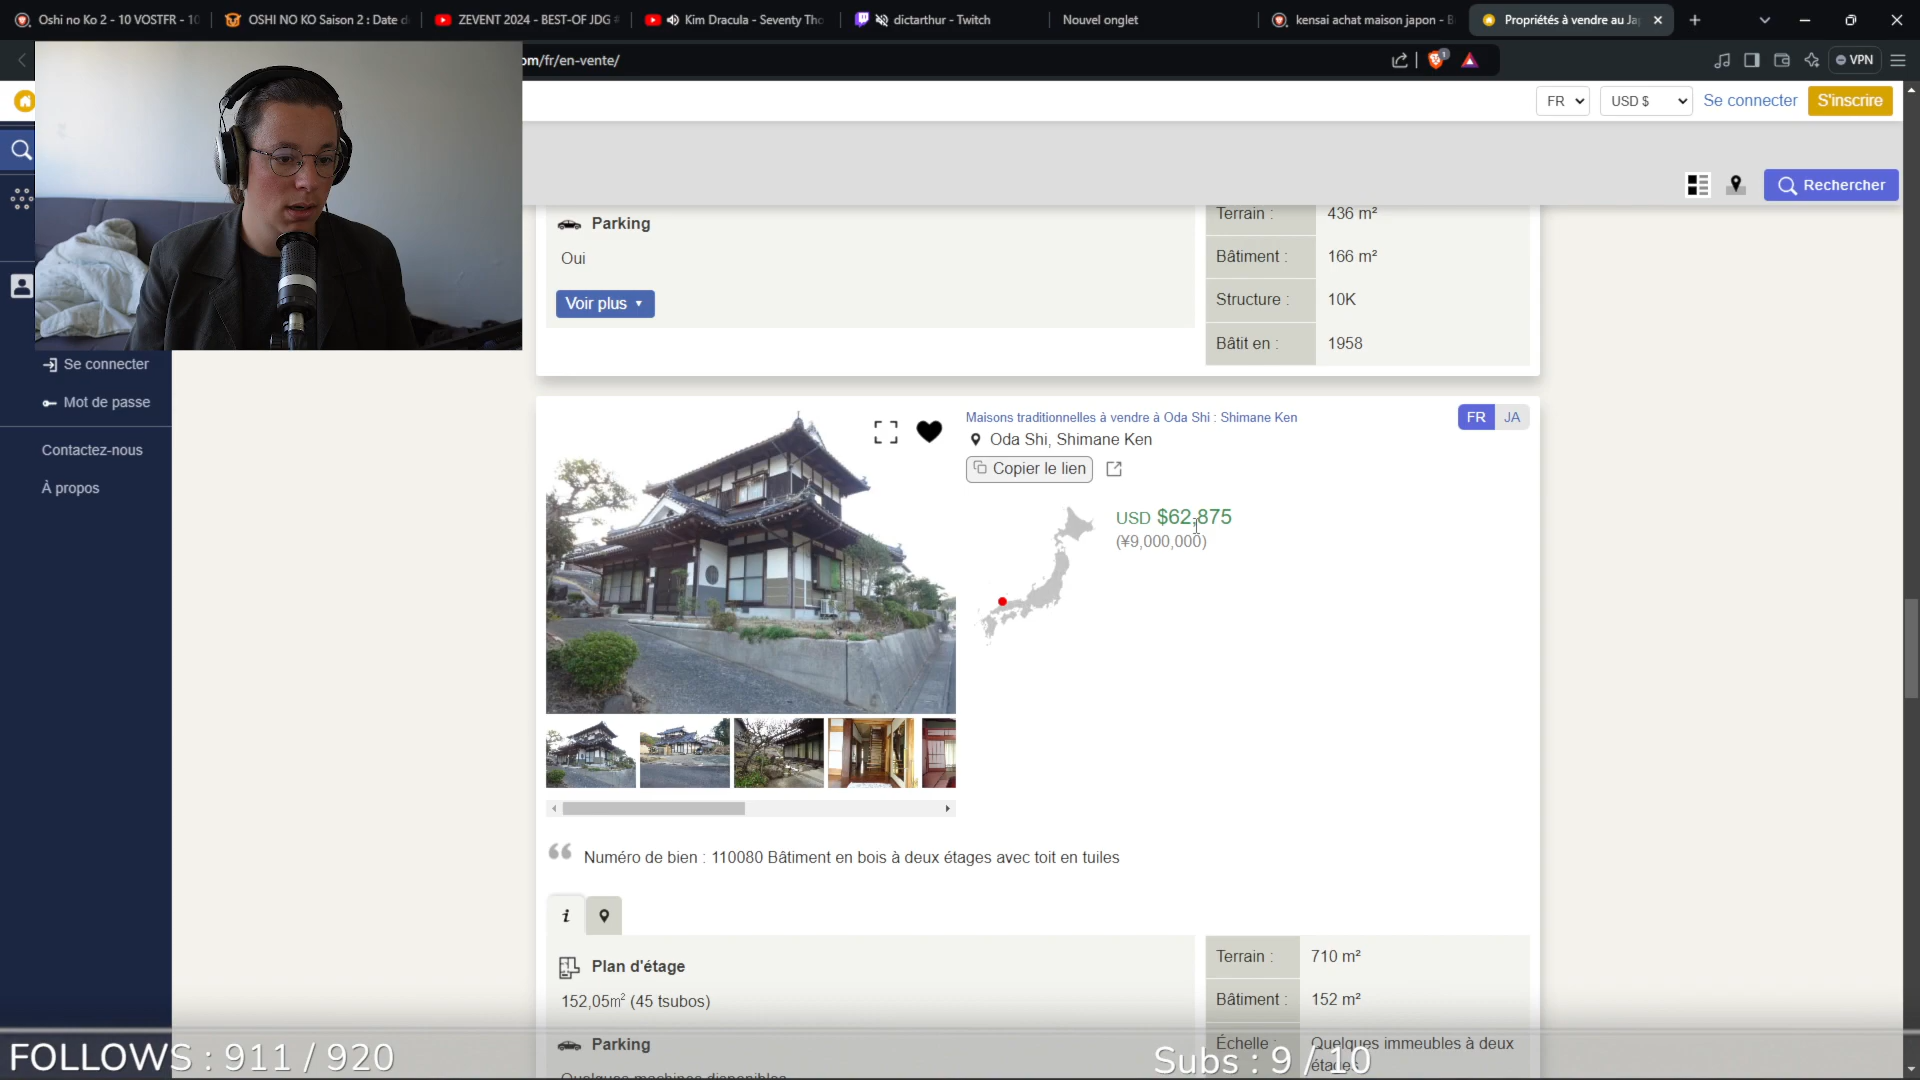 Oshi no Ko 2 - 10 VOSTFR - 10
OSHI NO KO Saison 2 : Date d
ZEVENT 2024 - BEST-OF JDG
Kim Dracula - Seventy Tho
dictarthur - Twitch
Nouvel onglet
kensai achat maison japon - B
Propriétés à vendre au Ja
om/fr/en-vente/
1
VPN
FR
USD $
Se connecter
S'inscrire
Rechercher
Parking
Oui
Voir plus
Terrain :
436 m²
Bâtiment :
166 m²
Structure :
10K
Bâtit en :
1958
Se connecter
Mot de passe
Contactez-nous
À propos
Maisons traditionnelles à vendre à Oda Shi : Shimane Ken
FR
JA
Oda Shi, Shimane Ken
Copier le lien
USD $62,875
(¥9,000,000)
Numéro de bien : 110080 Bâtiment en bois à deux étages avec toit en tuiles
i
Plan d'étage
152,05㎡ (45 tsubos)
Parking
Quelques machines disponibles
Terrain :
710 m²
Bâtiment :
152 m²
Échelle :
Quelques immeubles à deux
étages
FOLLOWS : 911 / 920
Subs : 9 / 10